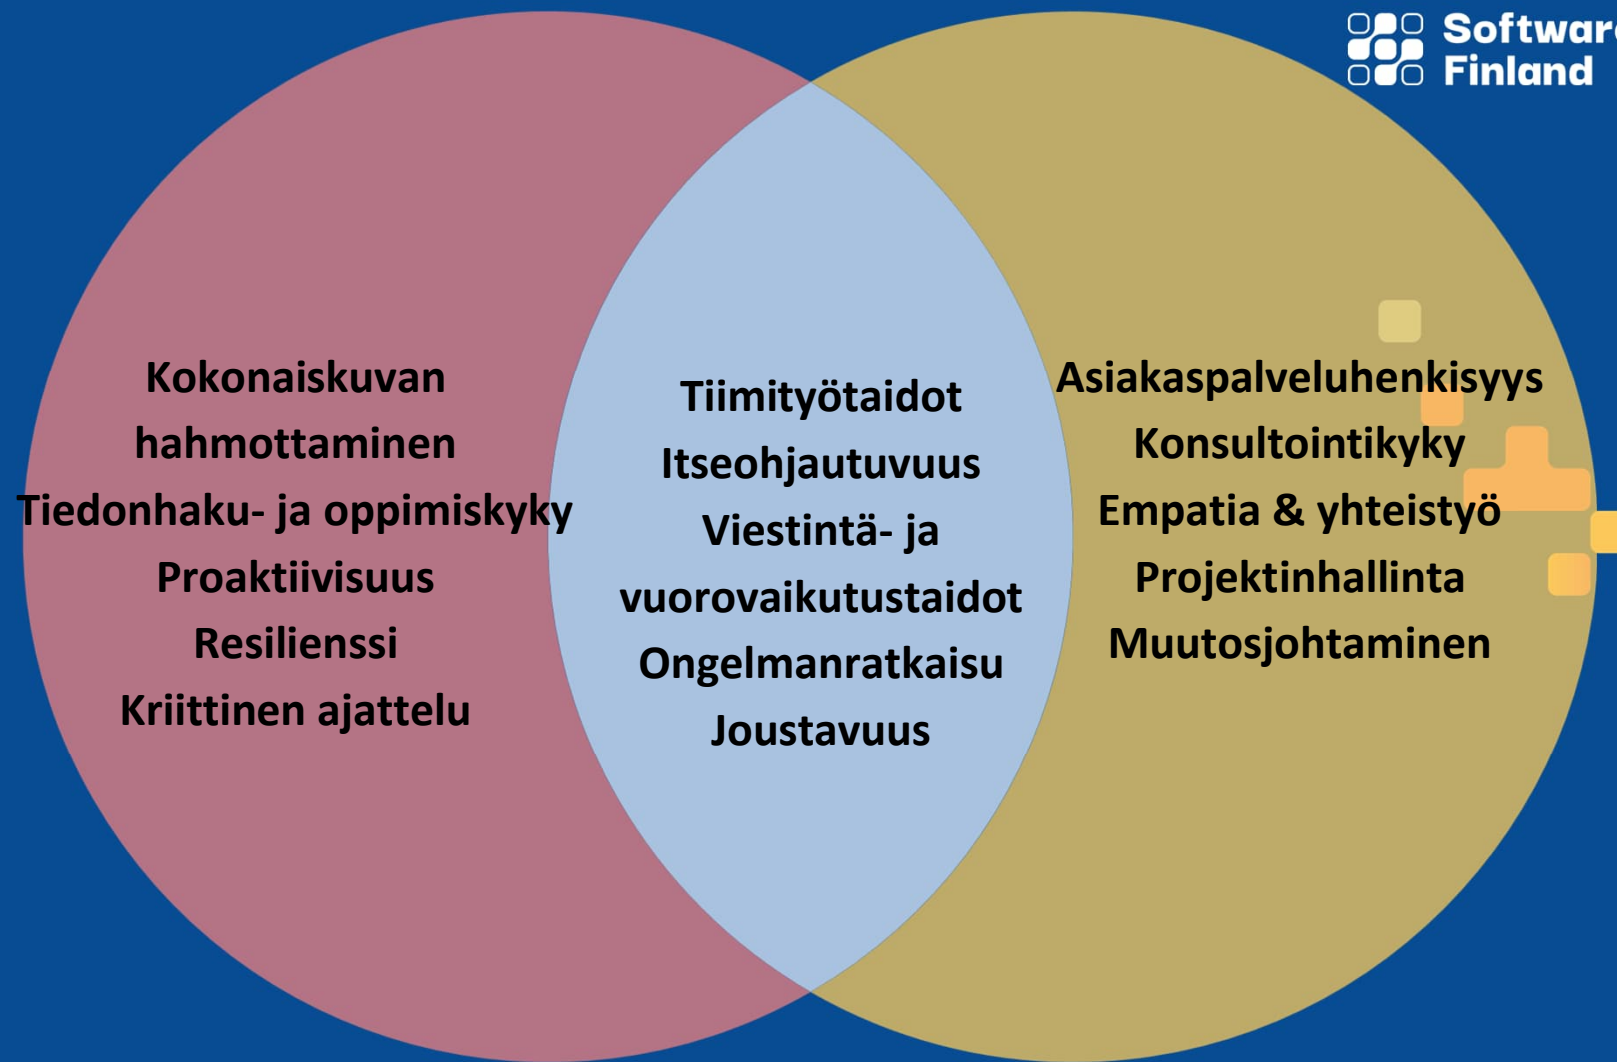 Software
Finland
Kokonaiskuvan
hahmottaminen
Tiedonhaku- ja oppimiskyky
Proaktiivisuus
Resilienssi
Kriittinen ajattelu
Tiimityötaidot
Itseohjautuvuus
Viestintä- ja
vuorovaikutustaidot
Ongelmanratkaisu
Joustavuus
Asiakaspalveluhenkisyys
Konsultointikyky
Empatia & yhteistyö
Projektinhallinta
Muutosjohtaminen